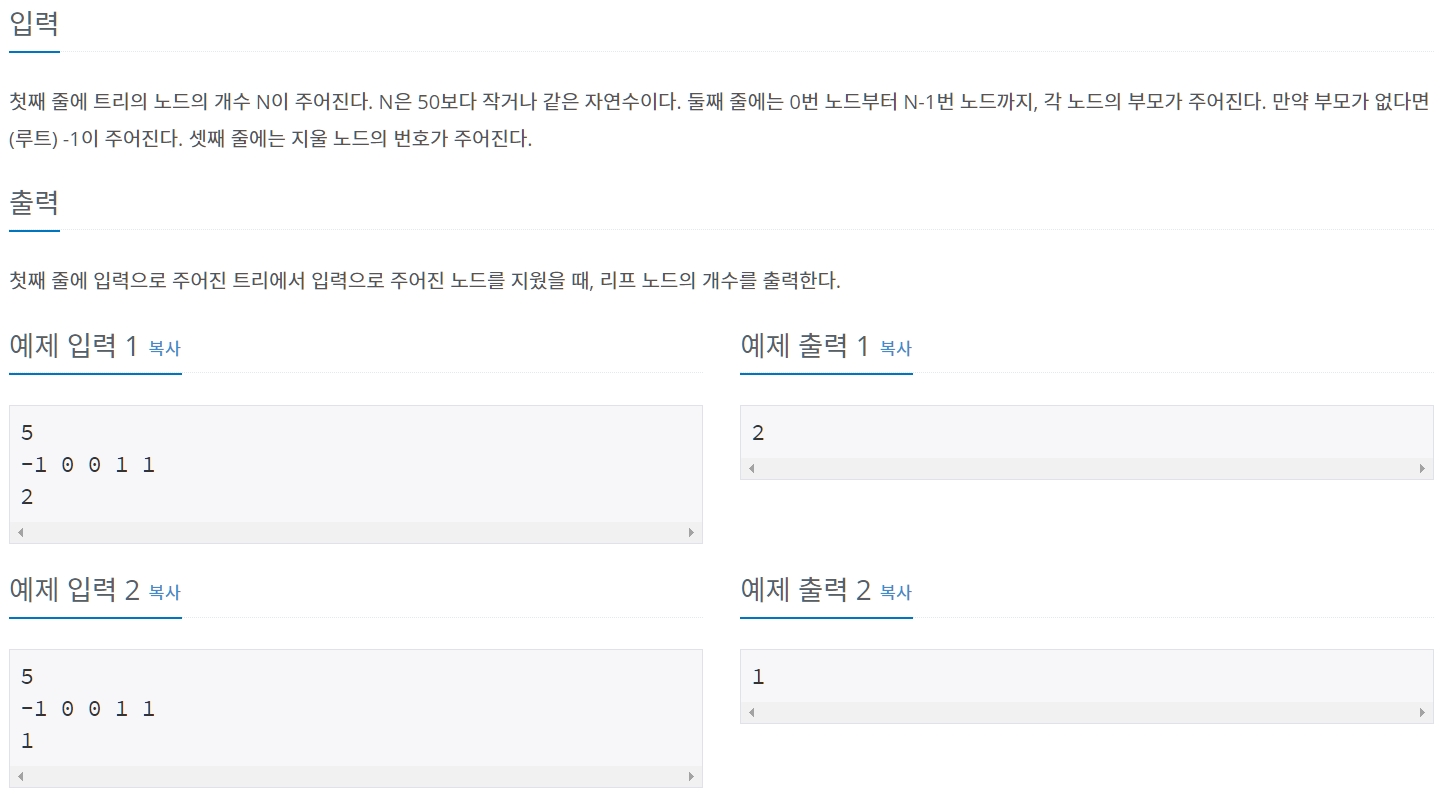 입력
첫째 줄에 트리의 노드의 개수 N이 주어진다. N은 50보다 작거나 같은 자연수이다. 둘째 줄에는 0번 노드부터 N-1번 노드까지, 각 노드의 부모가 주어진다. 만약 부모가 없다면
(루트) -1이 주어진다. 셋째 줄에는 지울 노드의 번호가 주어진다.
출력
첫째 줄에 입력으로 주어진 트리에서 입력으로 주어진 노드를 지웠을 때, 리프 노드의 개수를 출력한다.
예제 입력 1 복사
5
-1 0 0 1 1
2
예제 출력 1 복사
2
예제 입력 2 복사
5
-1 0 0 1 1
1
예제 출력 2 복사
1